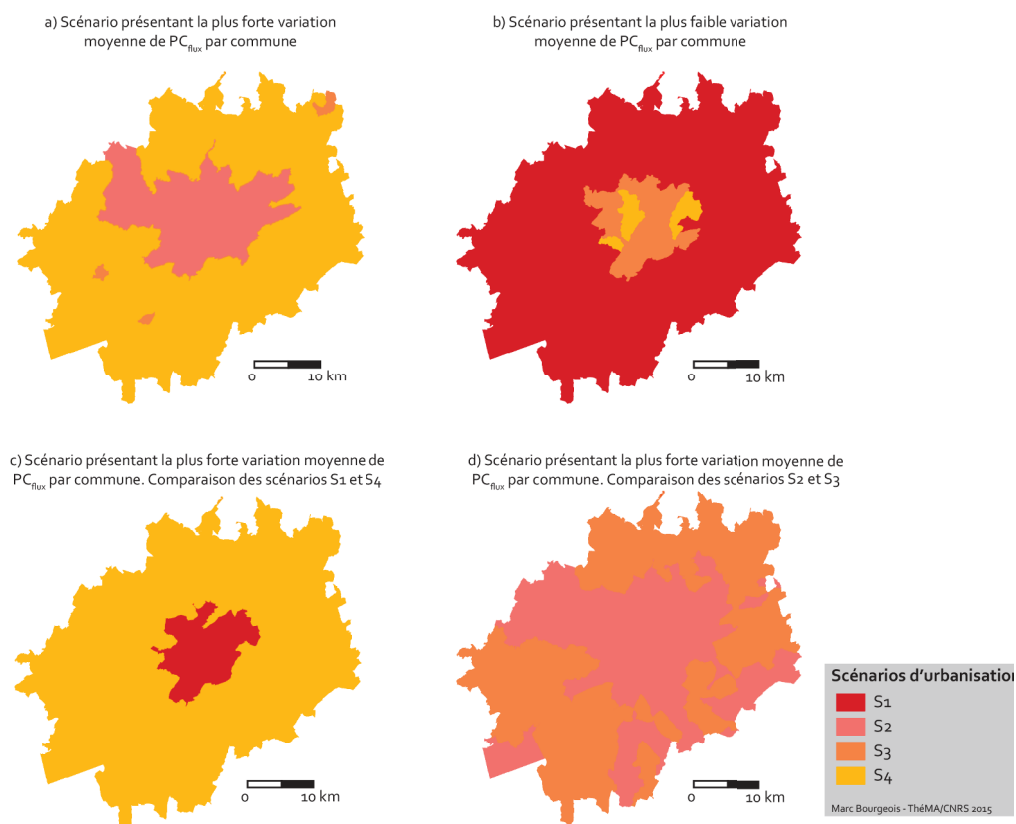 a) Scénario présentant la plus forte variation
moyenne de PCflux par commune
b) Scénario présentant la plus faible variation
moyenne de PCflux par commune
0 10 km
0 10 km
c) Scénario présentant la plus forte variation moyenne de
PCflux par commune. Comparaison des scénarios S1 et S4
d) Scénario présentant la plus forte variation moyenne de
PCflux par commune. Comparaison des scénarios S2 et S3
0 10 km
0 10 km
Scénarios d'urbanisation
S1
S2
S3
S4
Marc Bourgeois - ThéMA/CNRS 2015